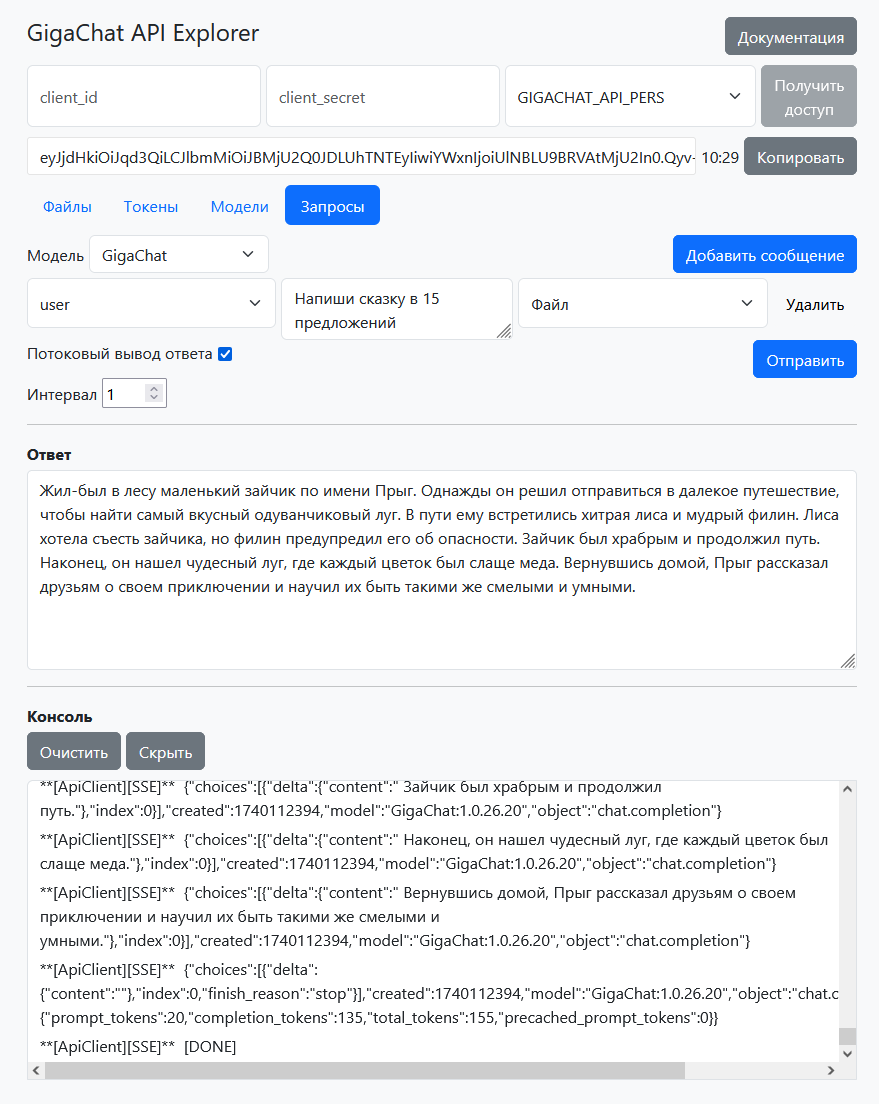 GigaChat API Explorer
Документация
client_id
client_secret
GIGACHAT_API_PERS
Получить
доступ
eyJjdHkiOiJqd3QiLCJlbmMiOiJBMjU2Q0JDLUhTNTEyIiwiYWxnIjoiUlNBLU9BRVAtMjU2In0.Qyv-
10:29
Копировать
Файлы
Токены
Модели
Запросы
Модель
GigaChat
Добавить сообщение
user
Напиши сказку в 15
предложений
Файл
Удалить
Потоковый вывод ответа
Отправить
Интервал
1
Ответ
Жил-был в лесу маленький зайчик по имени Прыг. Однажды он решил отправиться в далекое путешествие,
чтобы найти самый вкусный одуванчиковый луг. В пути ему встретились хитрая лиса и мудрый филин. Лиса
хотела съесть зайчика, но филин предупредил его об опасности. Зайчик был храбрым и продолжил путь.
Наконец, он нашел чудесный луг, где каждый цветок был слаще меда. Вернувшись домой, Прыг рассказал
друзьям о своем приключении и научил их быть такими же смелыми и умными.
Консоль
Очистить
Скрыть
**[ApiClient][SSE]** {"choices":[{"delta":{"content":" Зайчик был храбрым и продолжил
путь."},"index":0}],"created":1740112394,"model":"GigaChat:1.0.26.20","object":"chat.completion"}
**[ApiClient][SSE]** {"choices":[{"delta":{"content":" Наконец, он нашел чудесный луг, где каждый цветок был
слаще меда."},"index":0}],"created":1740112394,"model":"GigaChat:1.0.26.20","object":"chat.completion"}
**[ApiClient][SSE]** {"choices":[{"delta":{"content":" Вернувшись домой, Прыг рассказал друзьям о своем
приключении и научил их быть такими же смелыми и
умными."},"index":0}],"created":1740112394,"model":"GigaChat:1.0.26.20","object":"chat.completion"}
**[ApiClient][SSE]** {"choices":[{"delta":
{"content":""},"index":0,"finish_reason":"stop"}],"created":1740112394,"model":"GigaChat:1.0.26.20","object":"chat.c
{"prompt_tokens":20,"completion_tokens":135,"total_tokens":155,"precached_prompt_tokens":0}}
**[ApiClient][SSE]** [DONE]